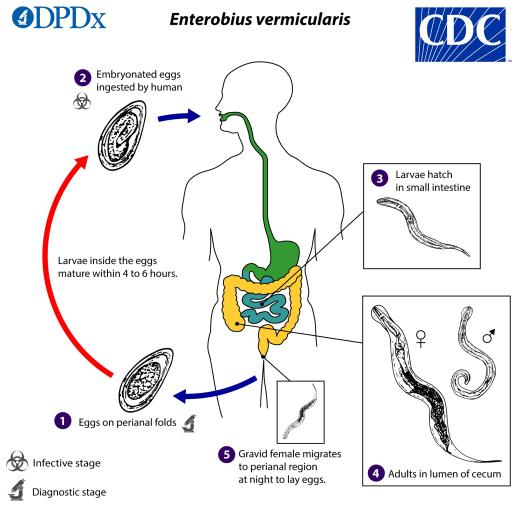 DPDx
Enterobius vermicularis
CDC
2 Embryonated eggs
ingested by human
3 Larvae hatch
in small intestine
Larvae inside the eggs
mature within 4 to 6 hours.
♀
♂
1 Eggs on perianal folds
5 Gravid female migrates
to perianal region
at night to lay eggs.
4 Adults in lumen of cecum
Infective stage
Diagnostic stage